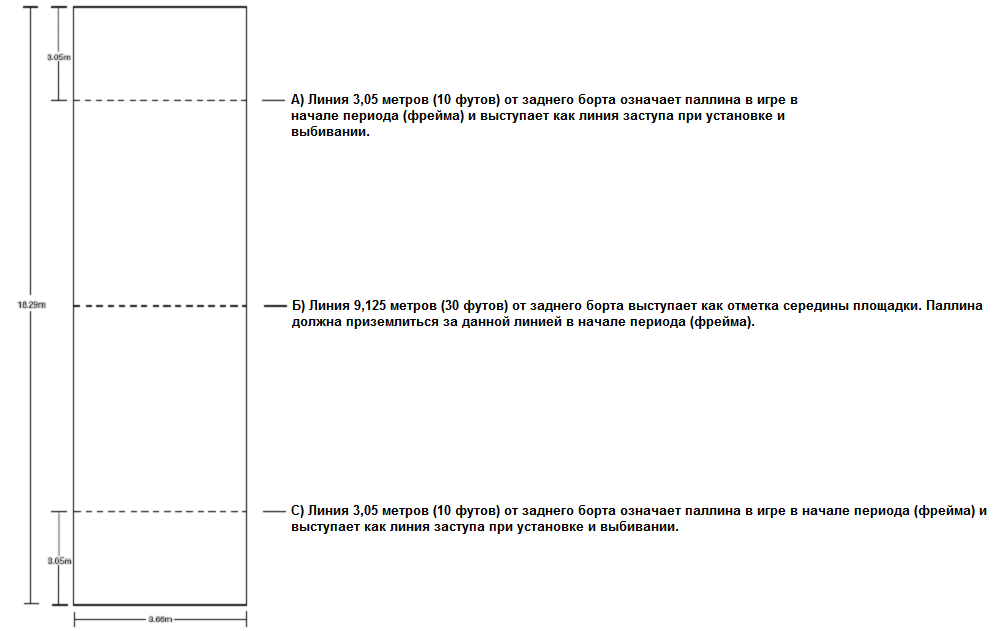 3.05m
А) Линия 3,05 метров (10 футов) от заднего борта означает паллина в игре в
начале периода (фрейма) и выступает как линия заступа при установке и
выбивании.
18.29m
Б) Линия 9,125 метров (30 футов) от заднего борта выступает как отметка середины площадки. Паллина
должна приземлиться за данной линией в начале периода (фрейма).
С) Линия 3,05 метров (10 футов) от заднего борта означает паллина в игре в начале периода (фрейма) и
выступает как линия заступа при установке и выбивании.
3.05m
3.66m